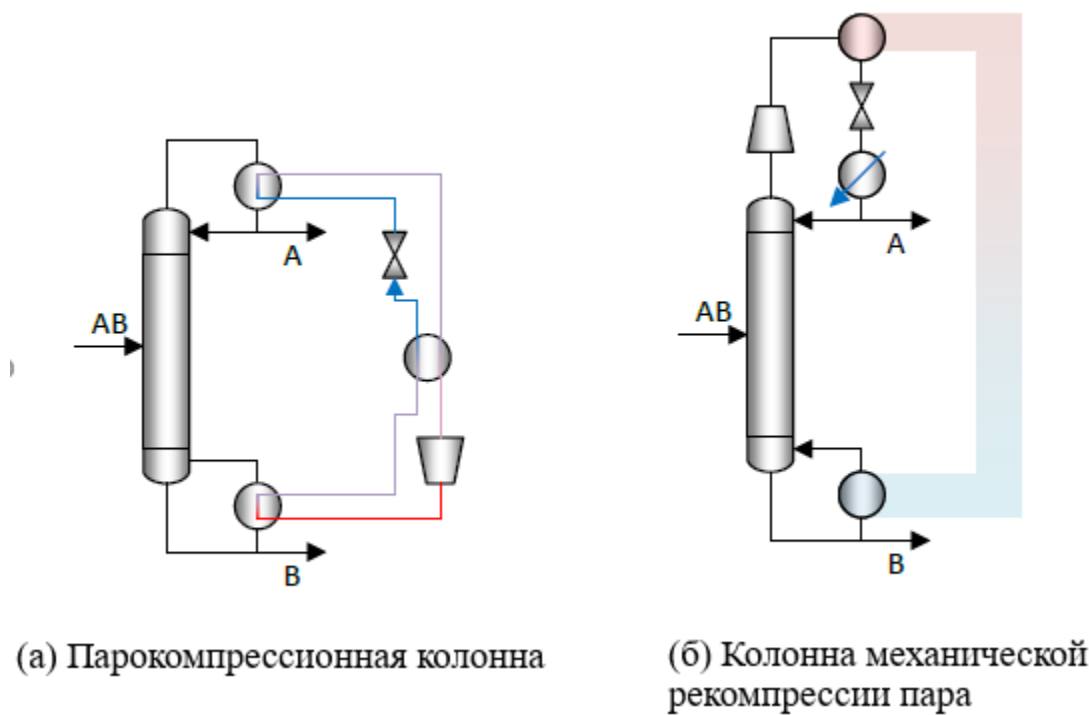 A
AB
B
(а) Парокомпрессионная колонна
A
AB
B
(б) Колонна механической
рекомпрессии пара